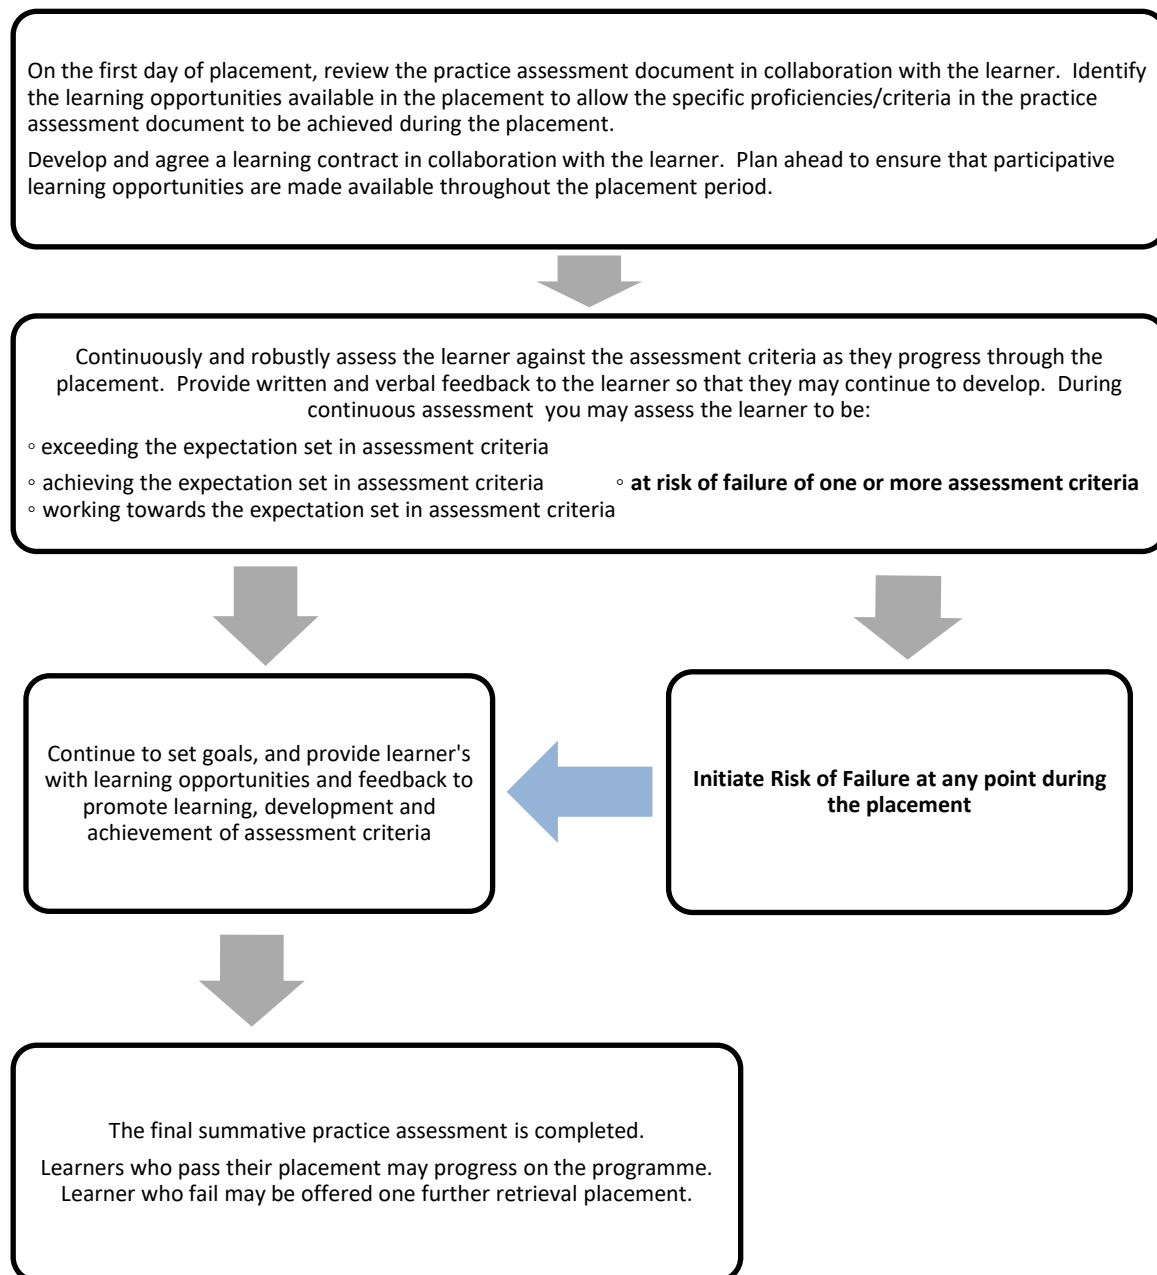 On the first day of placement, review the practice assessment document in collaboration with the learner.  Identify
the learning opportunities available in the placement to allow the specific proficiencies/criteria in the practice
assessment document to be achieved during the placement.
Develop and agree a learning contract in collaboration with the learner.  Plan ahead to ensure that participative
learning opportunities are made available throughout the placement period.
Continuously and robustly assess the learner against the assessment criteria as they progress through the
placement.  Provide written and verbal feedback to the learner so that they may continue to develop.  During
continuous assessment  you may assess the learner to be:
◦ exceeding the expectation set in assessment criteria
◦ achieving the expectation set in assessment criteria
◦ working towards the expectation set in assessment criteria
◦ at risk of failure of one or more assessment criteria
Continue to set goals, and provide learner's
with learning opportunities and feedback to
promote learning, development and
achievement of assessment criteria
Initiate Risk of Failure at any point during
the placement
The final summative practice assessment is completed.
Learners who pass their placement may progress on the programme.
Learner who fail may be offered one further retrieval placement.